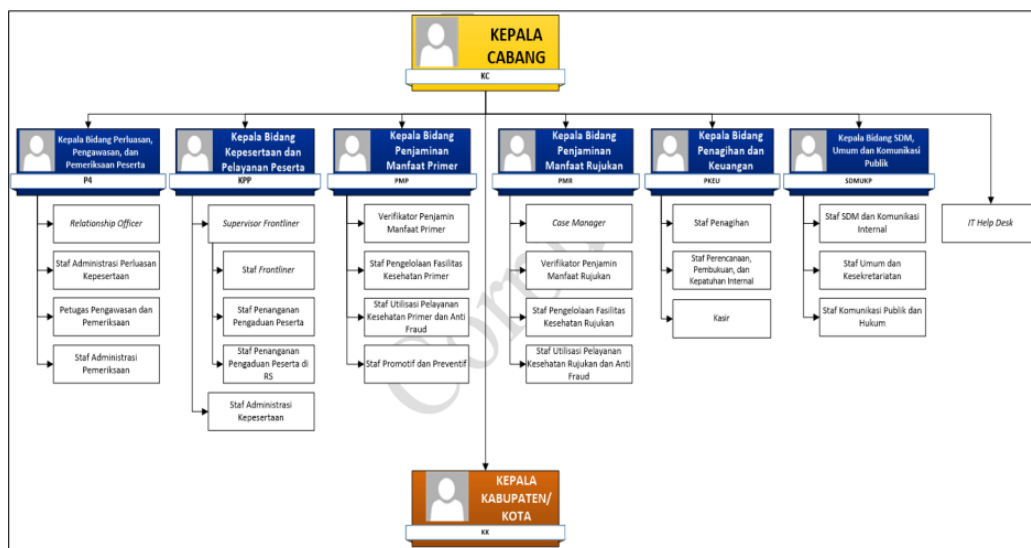 KEPALA
CABANG
KC
Kepala Bidang Perluasan,
Pengawasan, dan
Pemeriksaan Peserta
P4
Kepala Bidang
Kepesertaan dan
Pelayanan Peserta
KPP
Kepala Bidang
Penjaminan
Manfaat Primer
PMP
Kepala Bidang
Penjaminan
Manfaat Rujukan
PMR
Kepala Bidang
Penagihan dan
Keuangan
PKEU
Kepala Bidang SDM,
Umum dan Komunikasi
Publik
SDMUKP
Relationship Officer
Staf Administrasi Perluasan
Kepesertaan
Petugas Pengawasan dan
Pemeriksaan
Staf Administrasi
Pemeriksaan
Supervisor Frontliner
Staf Frontliner
Staf Penanganan
Pengaduan Peserta
Staf Penanganan
Pengaduan Peserta di
RS
Staf Administrasi
Kepesertaan
Verifikator Penjamin
Manfaat Primer
Staf Pengelolaan Fasilitas
Kesehatan Primer
Staf Utilisasi Pelayanan
Kesehatan Primer dan Anti
Fraud
Staf Promotif dan Preventif
Case Manager
Verifikator Penjamin
Manfaat Rujukan
Staf Pengelolaan Fasilitas
Kesehatan Rujukan
Staf Utilisasi Pelayanan
Kesehatan Rujukan dan Anti
Fraud
Staf Penagihan
Staf Perencanaan,
Pembukuan, dan
Kepatuhan Internal
Kasir
Staf SDM dan Komunikasi
Internal
Staf Umum dan
Kesekretariatan
Staf Komunikasi Publik dan
Hukum
IT Help Desk
KEPALA
KABUPATEN/
KOTA
KK